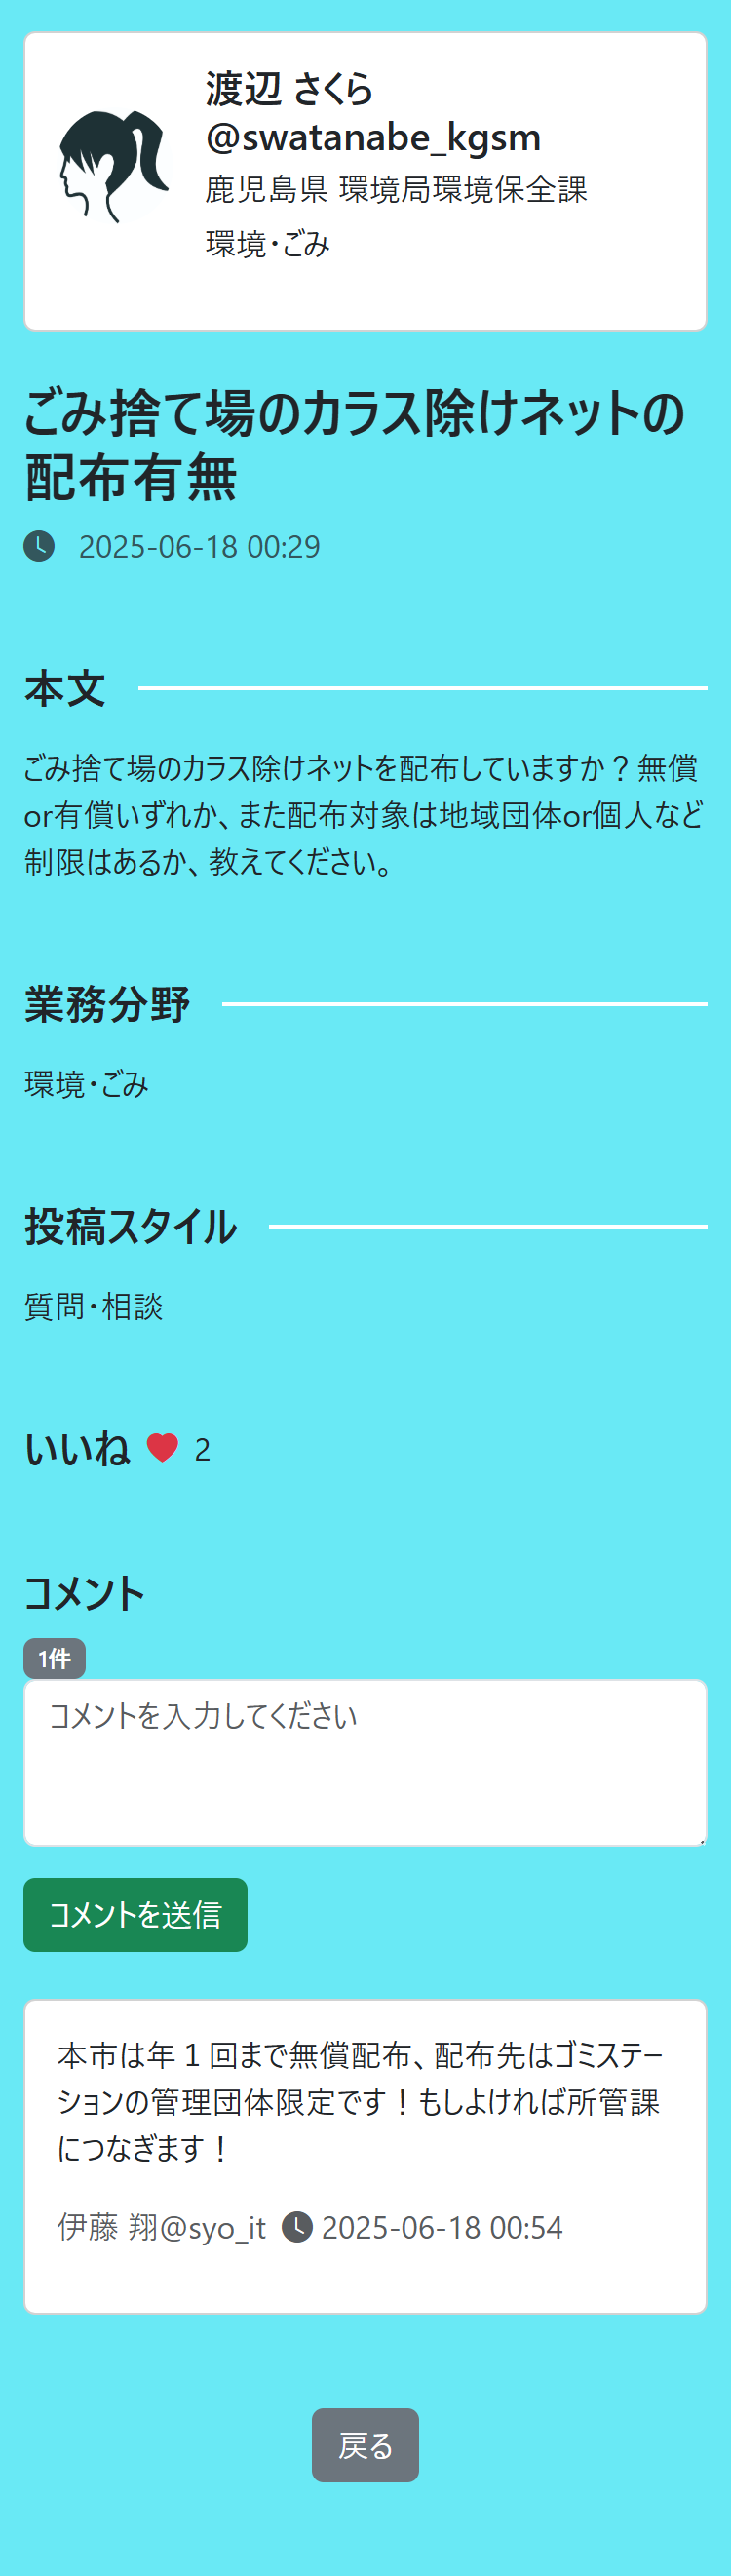 渡辺 さくら
@swatanabe_kgsm
鹿児島県 環境局環境保全課
環境・ごみ
ごみ捨て場のカラス除けネットの
配布有無
2025-06-18 00:29
本文
ごみ捨て場のカラス除けネットを配布していますか？無償
or有償いずれか、また配布対象は地域団体or個人など
制限はあるか、教えてください。
業務分野
環境・ごみ
投稿スタイル
質問・相談
いいね 2
コメント
1件
コメントを入力してください
コメントを送信
本市は年１回まで無償配布、配布先はゴミステー
ションの管理団体限定です！もしよければ所管課
につなぎます！
伊藤 翔@syo_it 2025-06-18 00:54
戻る